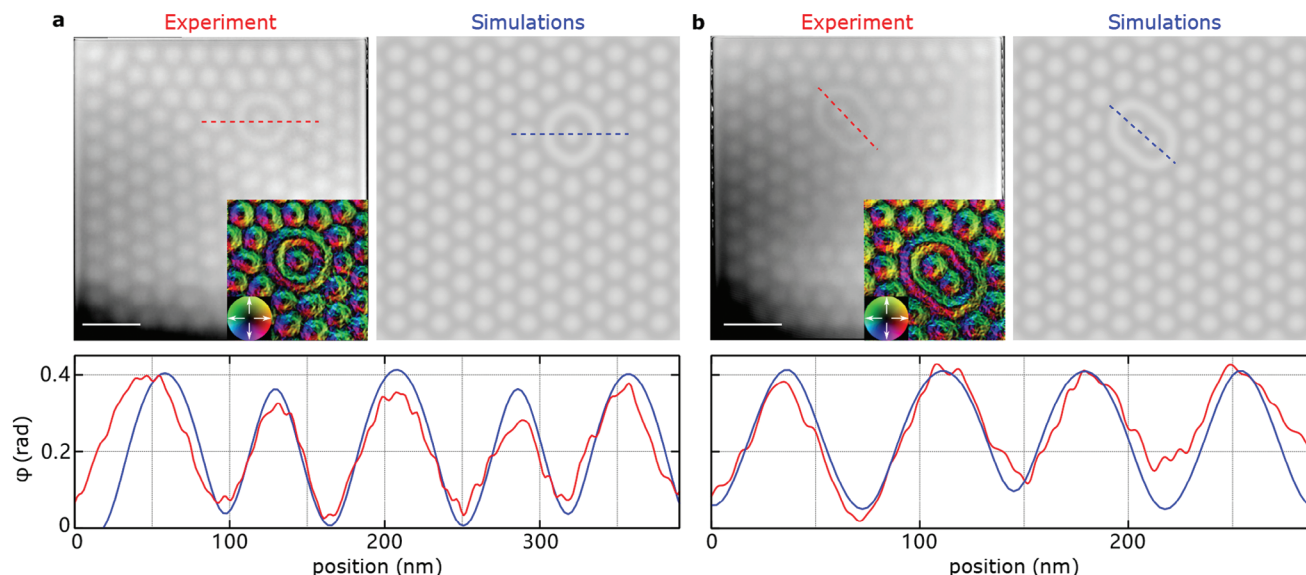 a Experiment Simulations
b Experiment Simulations
0.4
0.2
0
φ (rad)
0 100 200 300
position (nm)
0 100 200
position (nm)